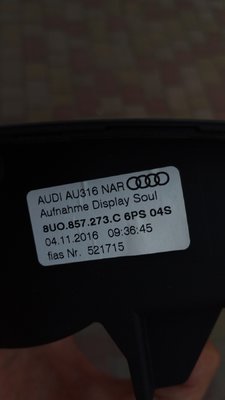 AUDI AU316 NAR
Aufnahme Display Soul
8U0.857.273.C 6PS 04S
04.11.2016 09:36:45
fias Nr. 521715